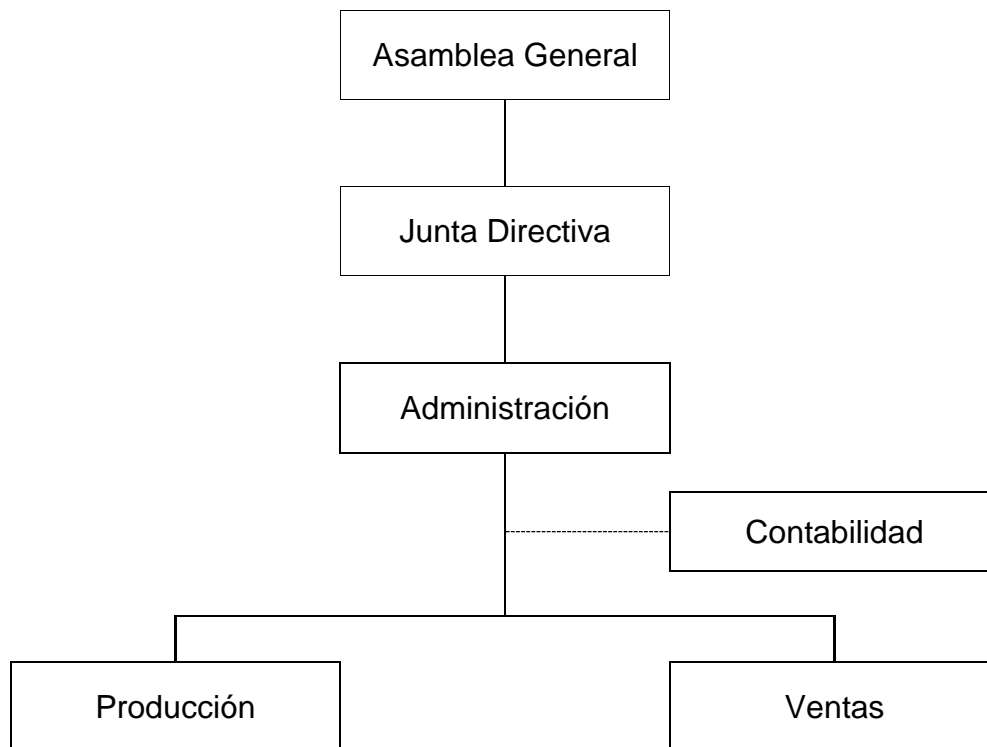 Asamblea General
Junta Directiva
Administración
Contabilidad
Producción
Ventas